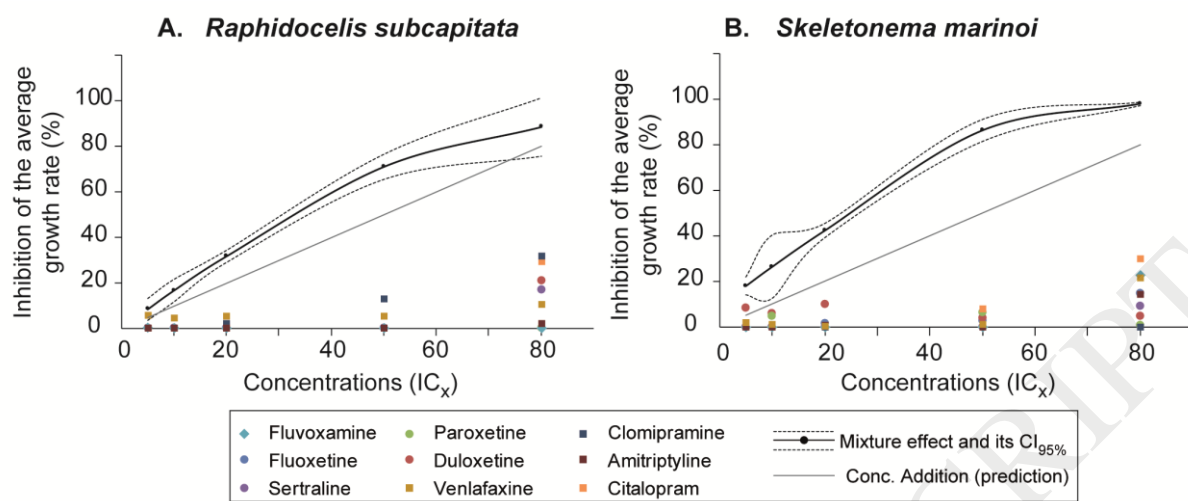 A. Raphidocelis subcapitata
B. Skeletonema marinoi
Inhibition of the average
growth rate (%)
100
80
60
40
20
0
0 20 40 60 80
Concentrations (ICx)
Inhibition of the average
growth rate (%)
100
80
60
40
20
0
0 20 40 60 80
Concentrations (ICx)
Fluvoxamine
Fluoxetine
Sertraline
Paroxetine
Duloxetine
Venlafaxine
Clomipramine
Amitriptyline
Citalopram
Mixture effect and its CI95%
Conc. Addition (prediction)
CRIPT